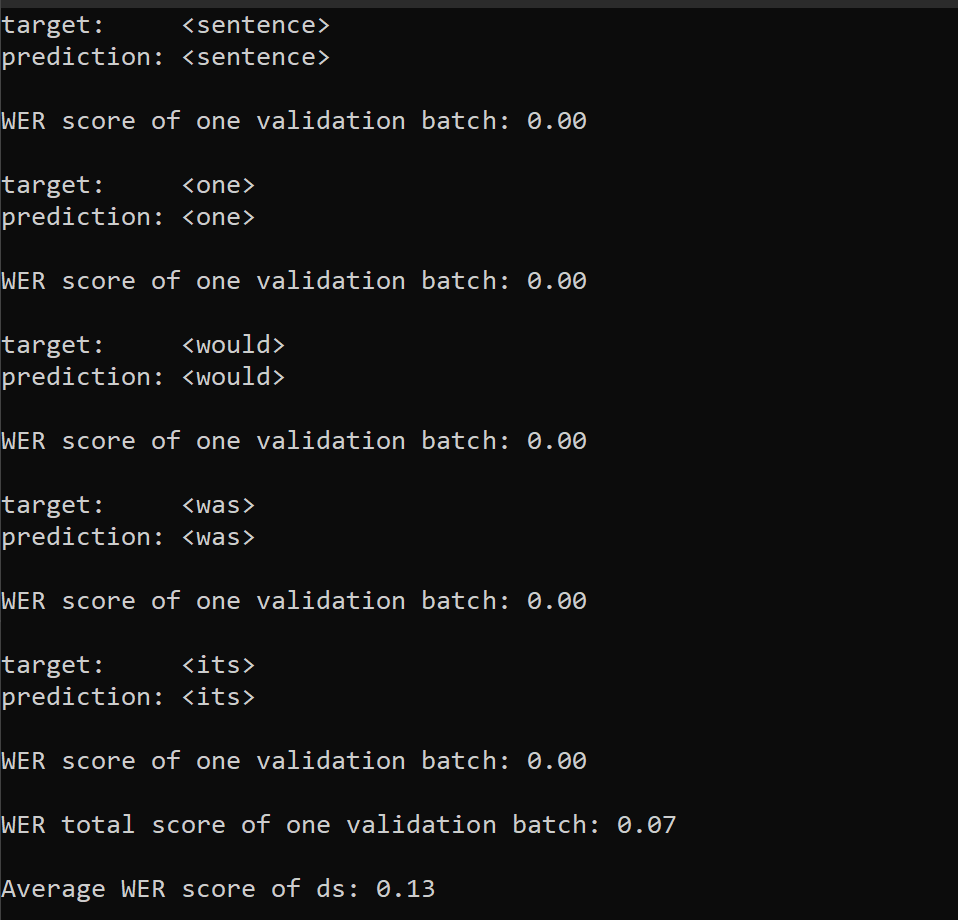 target:     <sentence>
prediction: <sentence>
WER score of one validation batch: 0.00
target:     <one>
prediction: <one>
WER score of one validation batch: 0.00
target:     <would>
prediction: <would>
WER score of one validation batch: 0.00
target:     <was>
prediction: <was>
WER score of one validation batch: 0.00
target:     <its>
prediction: <its>
WER score of one validation batch: 0.00
WER total score of one validation batch: 0.07
Average WER score of ds: 0.13